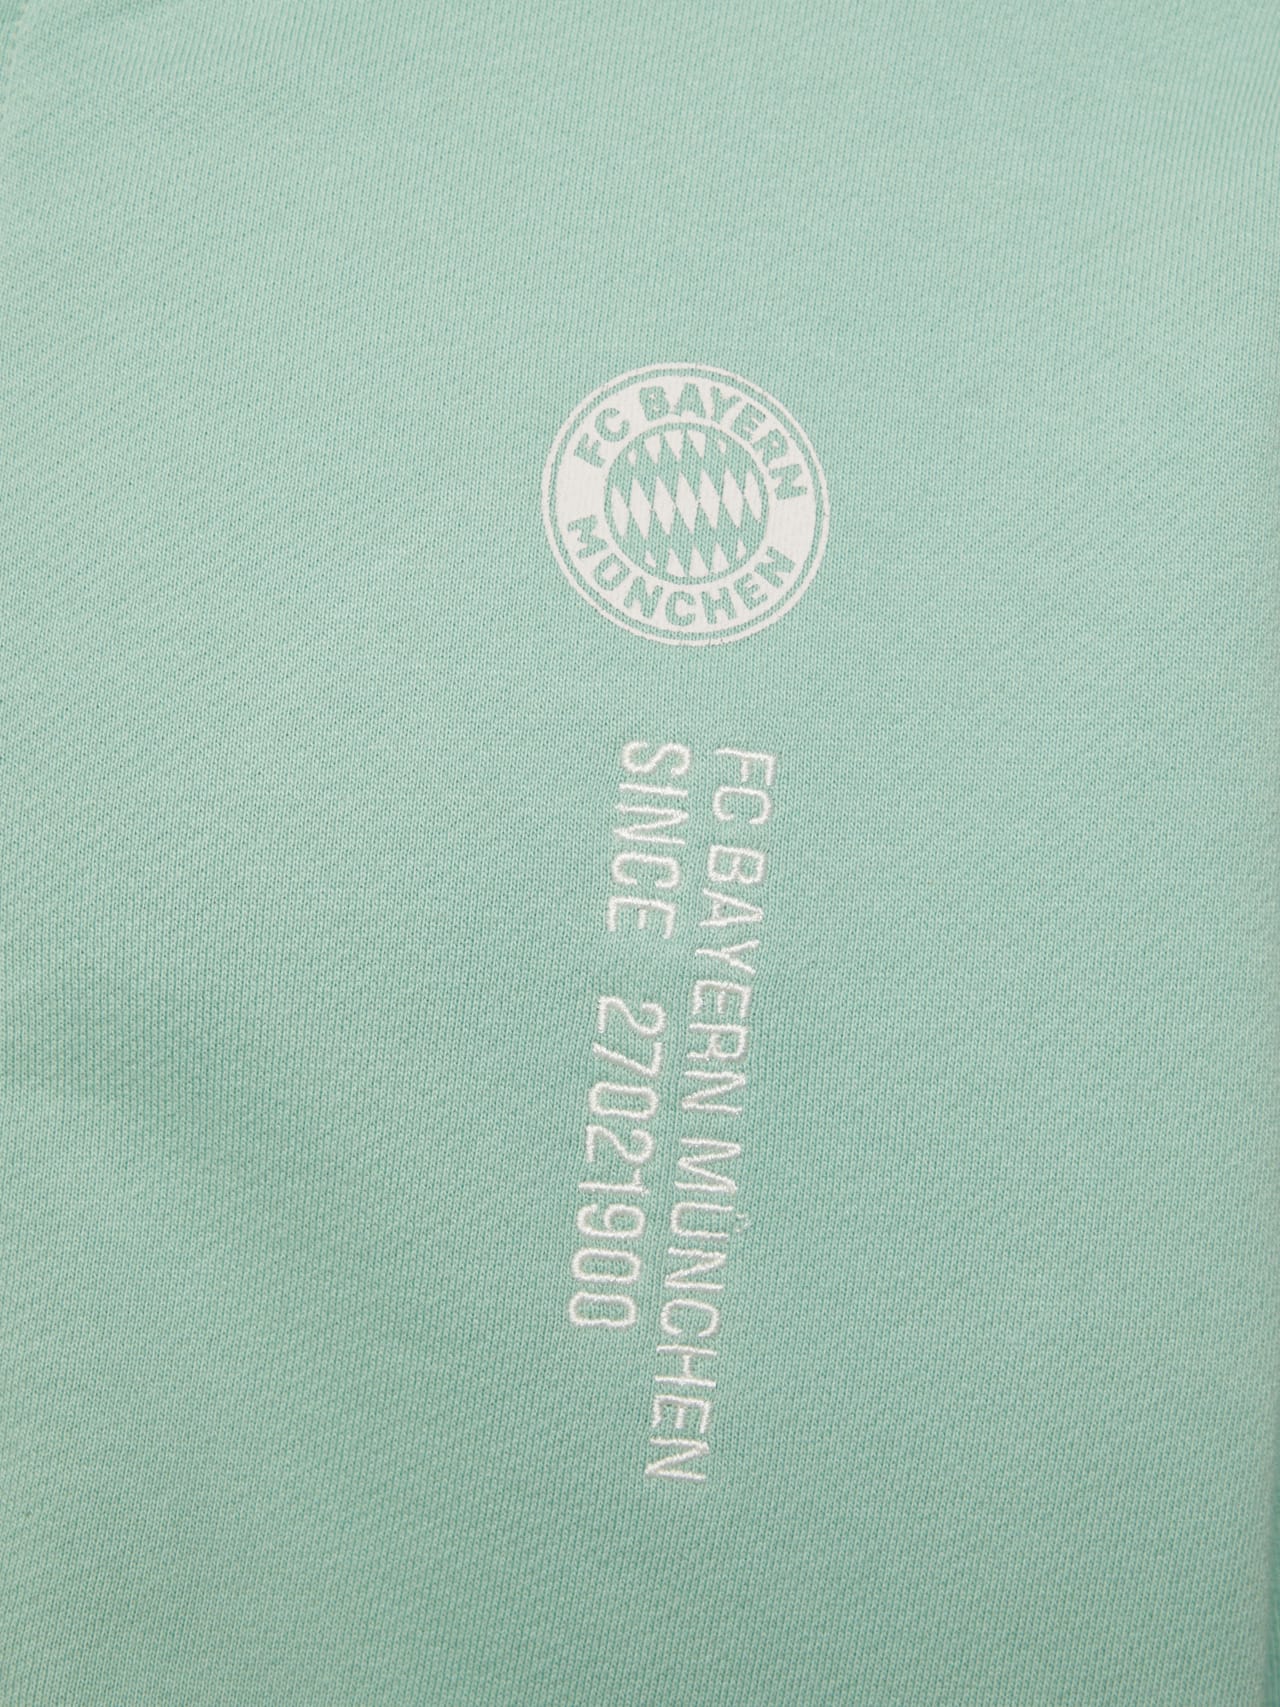 FC BAYERN
MÜNCHEN
FC BAYERN MÜNCHEN
SINCE 27021900